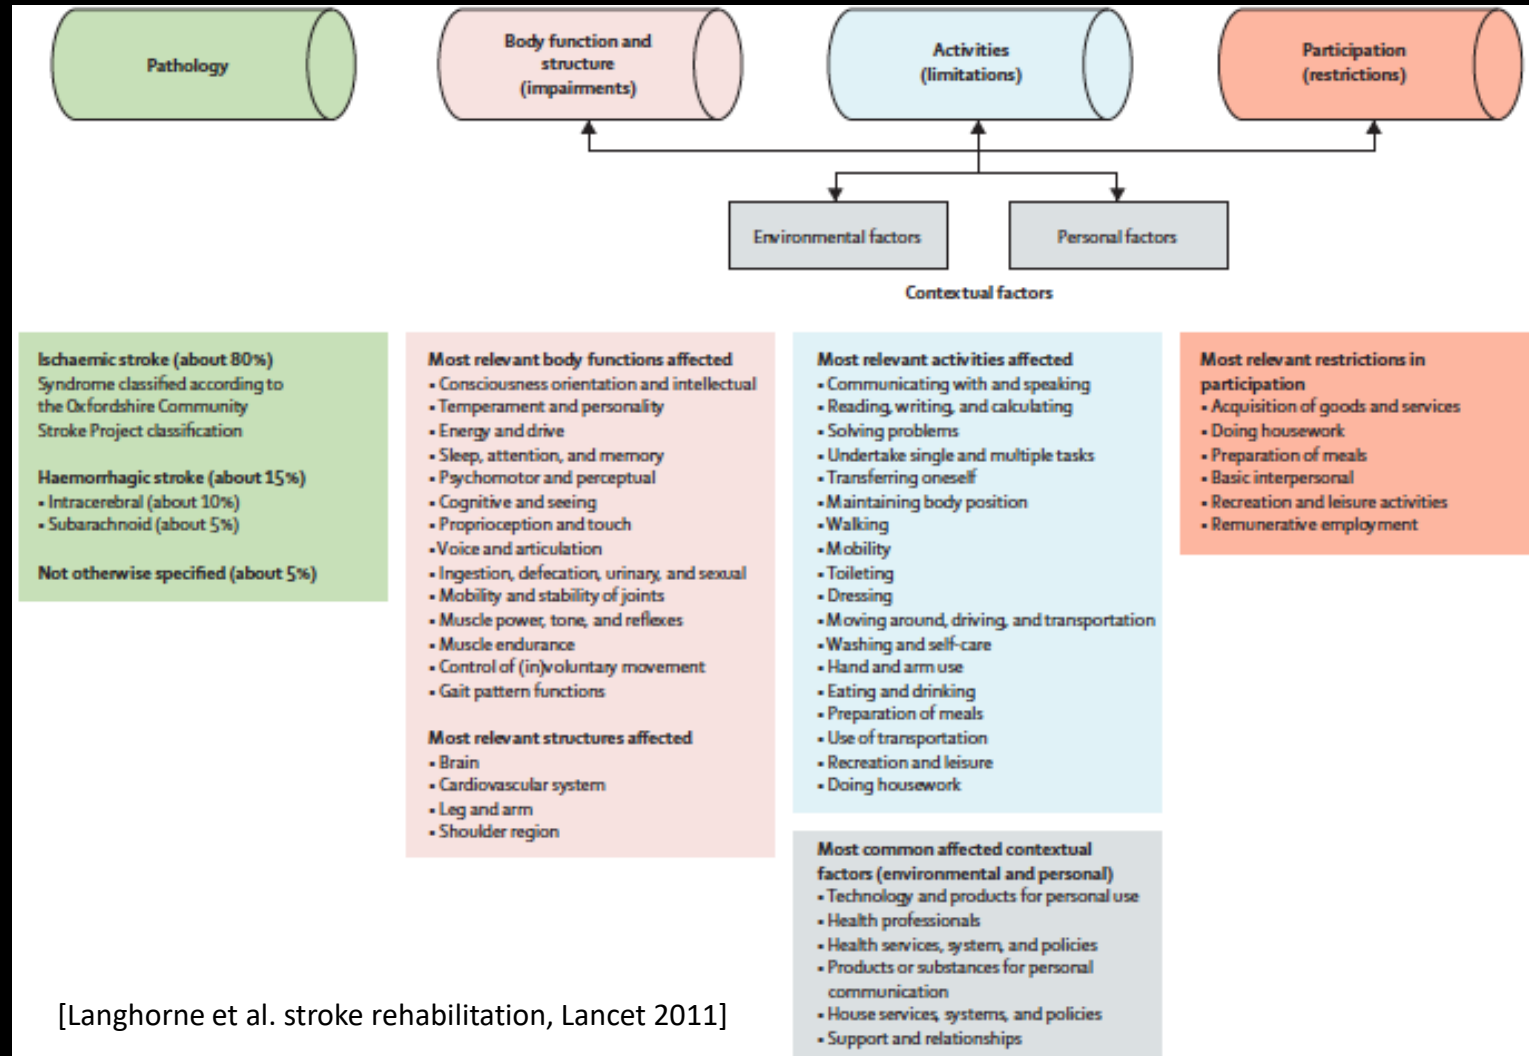 Pathology
Body function and
structure
(impairments)
Activities
(limitations)
Participation
(restrictions)
Environmental factors
Personal factors
Contextual factors
Ischaemic stroke (about 80%)
Syndrome classified according to
the Oxfordshire Community
Stroke Project classification
Haemorrhagic stroke (about 15%)
• Intracerebral (about 10%)
• Subarachnoid (about 5%)
Not otherwise specified (about 5%)
Most relevant body functions affected
• Consciousness orientation and intellectual
• Temperament and personality
• Energy and drive
• Sleep, attention, and memory
• Psychomotor and perceptual
• Cognitive and seeing
• Proprioception and touch
• Voice and articulation
• Ingestion, defecation, urinary, and sexual
• Mobility and stability of joints
• Muscle power, tone, and reflexes
• Muscle endurance
• Control of (in)voluntary movement
• Gait pattern functions
Most relevant structures affected
• Brain
• Cardiovascular system
• Leg and arm
• Shoulder region
Most relevant activities affected
• Communicating with and speaking
• Reading, writing, and calculating
• Solving problems
• Undertake single and multiple tasks
• Transferring oneself
• Maintaining body position
• Walking
• Mobility
• Toileting
• Dressing
• Moving around, driving, and transportation
• Washing and self-care
• Hand and arm use
• Eating and drinking
• Preparation of meals
• Use of transportation
• Recreation and leisure
• Doing housework
Most common affected contextual
factors (environmental and personal)
• Technology and products for personal use
• Health professionals
• Health services, system, and policies
• Products or substances for personal
communication
• House services, systems, and policies
• Support and relationships
Most relevant restrictions in
participation
• Acquisition of goods and services
• Doing housework
• Preparation of meals
• Basic interpersonal
• Recreation and leisure activities
• Remunerative employment
[Langhorne et al. stroke rehabilitation, Lancet 2011]